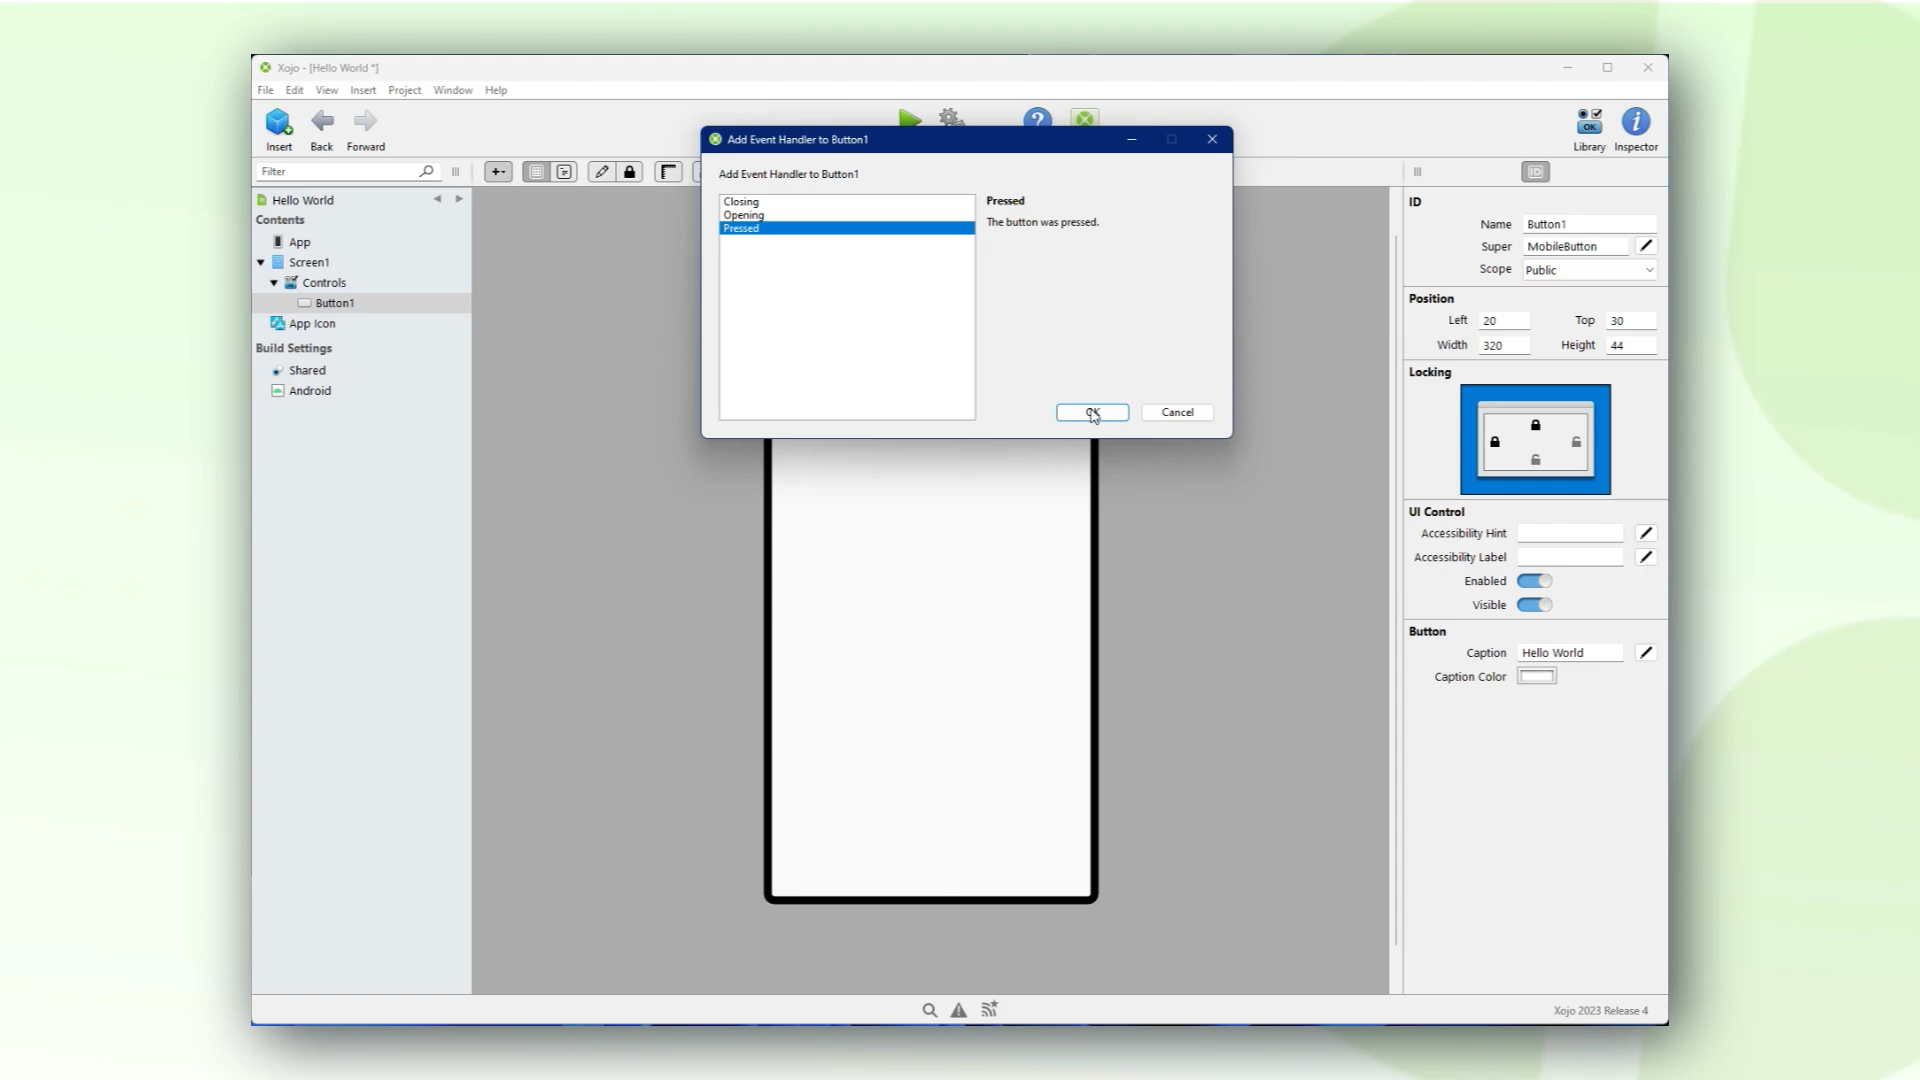 Xojo - [Hello World *]
File Edit View Insert Project Window Help
Insert Back Forward
Library Inspector
Filter
Add Event Handler to Button1
Add Event Handler to Button1
Closing
Opening
Pressed
Pressed
The button was pressed.
OK Cancel
Hello World
Contents
App
Screen1
Controls
Button1
App Icon
Build Settings
Shared
Android
ID
ID
Name Button1
Super MobileButton
Scope Public
Position
Left 20 Top 30
Width 320 Height 44
Locking
UI Control
Accessibility Hint
Accessibility Label
Enabled
Visible
Button
Caption Hello World
Caption Color
Xojo 2023 Release 4